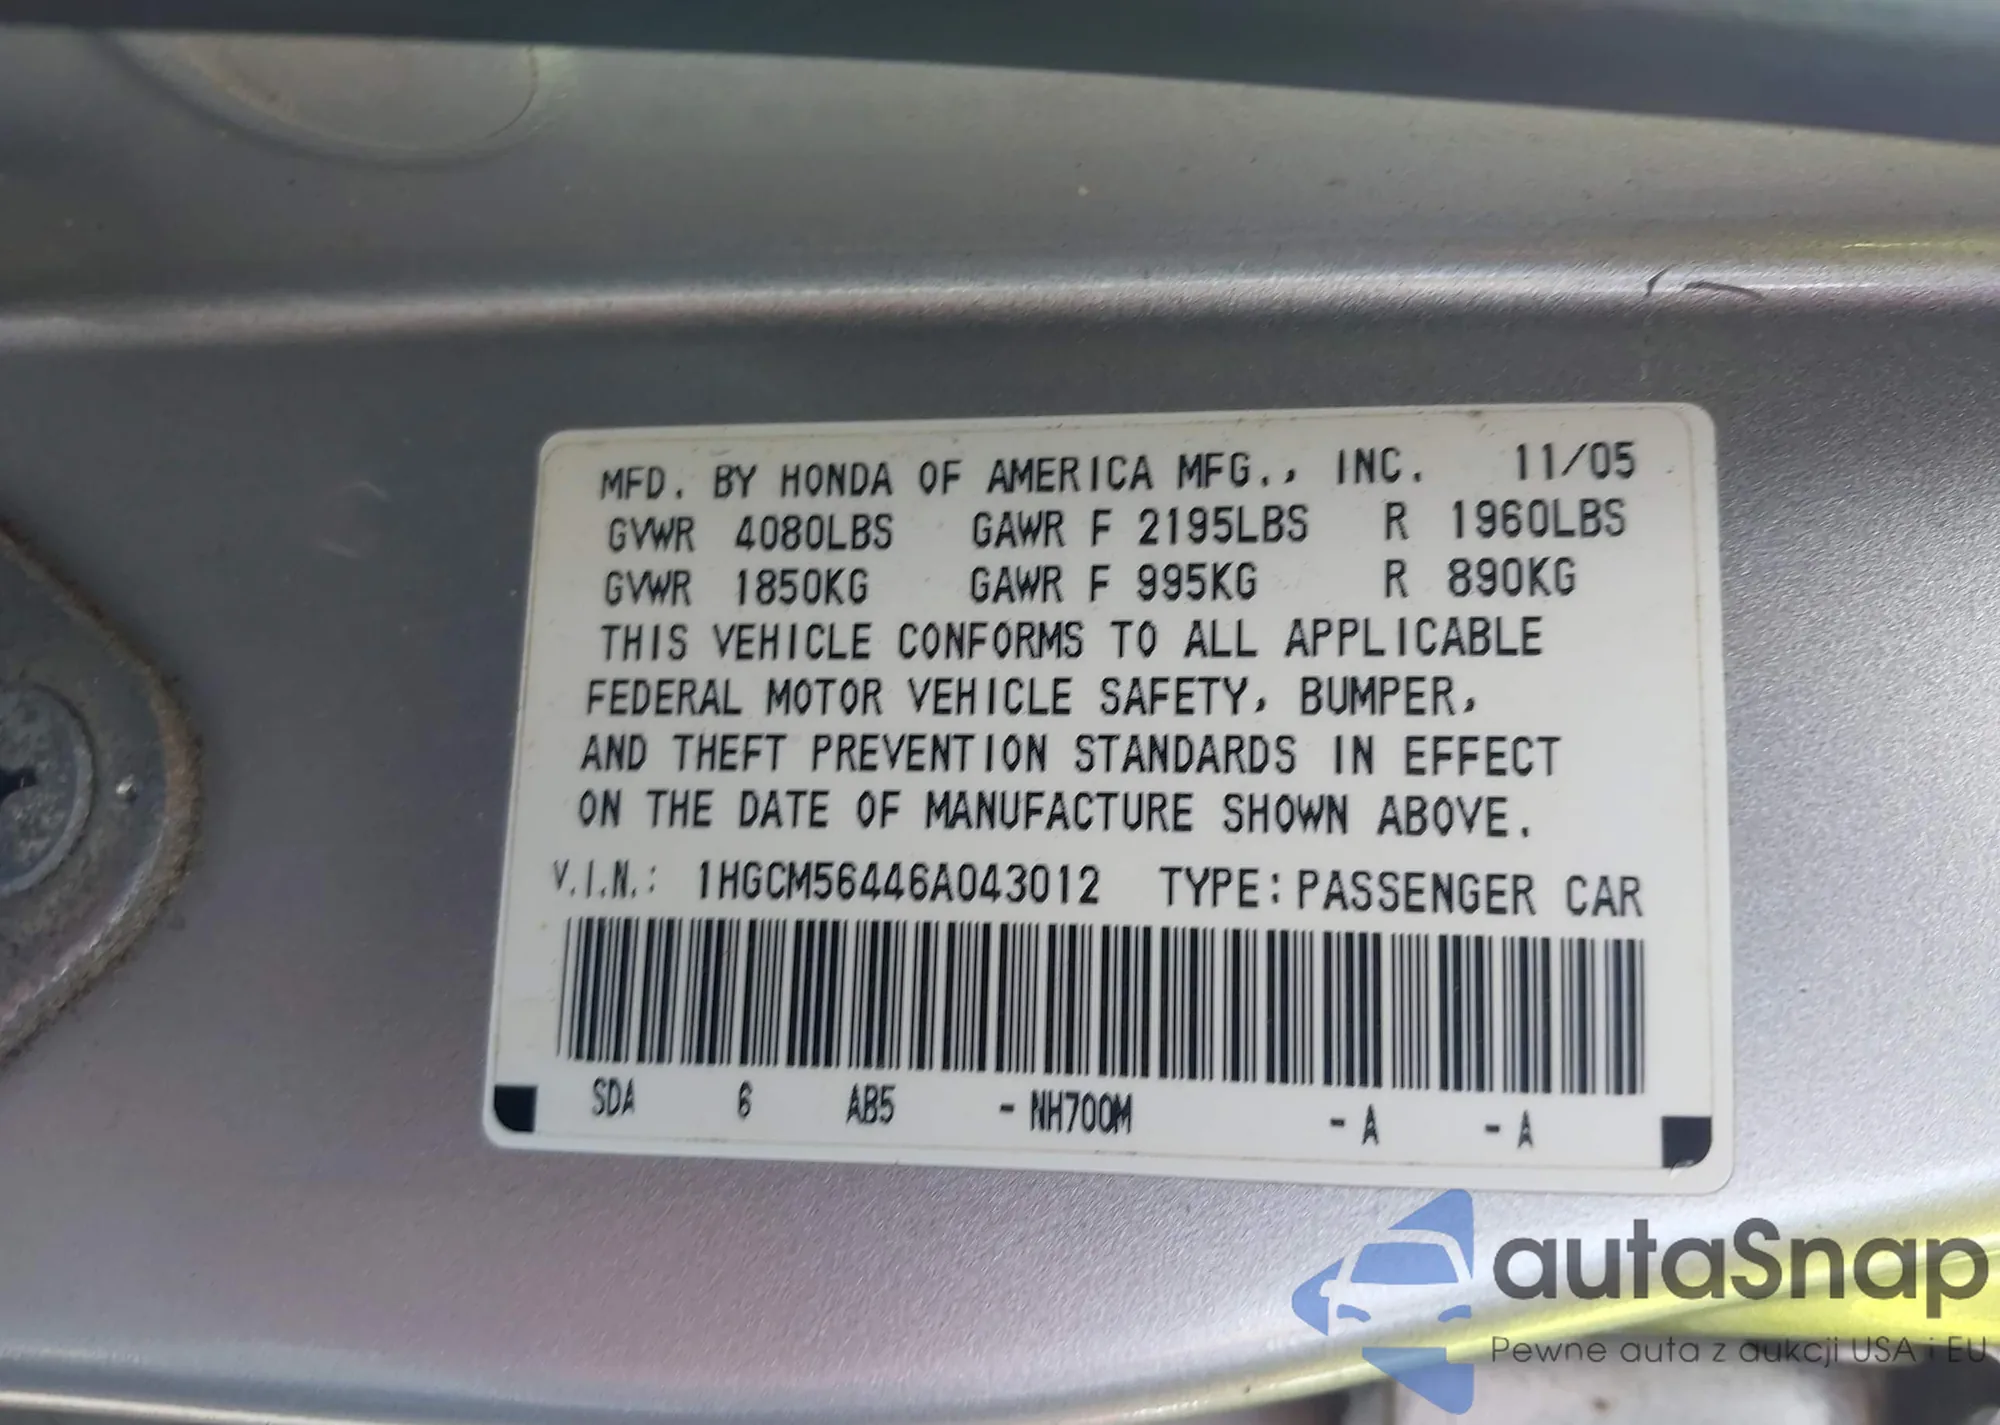 MFD. BY HONDA OF AMERICA MFG., INC. 11/05
GVWR 4080LBS GAWR F 2195LBS R 1960LBS
GVWR 1850KG GAWR F 995KG R 890KG
THIS VEHICLE CONFORMS TO ALL APPLICABLE
FEDERAL MOTOR VEHICLE SAFETY, BUMPER,
AND THEFT PREVENTION STANDARDS IN EFFECT
ON THE DATE OF MANUFACTURE SHOWN ABOVE.
V.I.N.: 1HGCM56446A043012 TYPE: PASSENGER CAR
SDA 6 AB5 - NH700M - A - A
autaSnap
Pewne auta z aukcji USA i EU